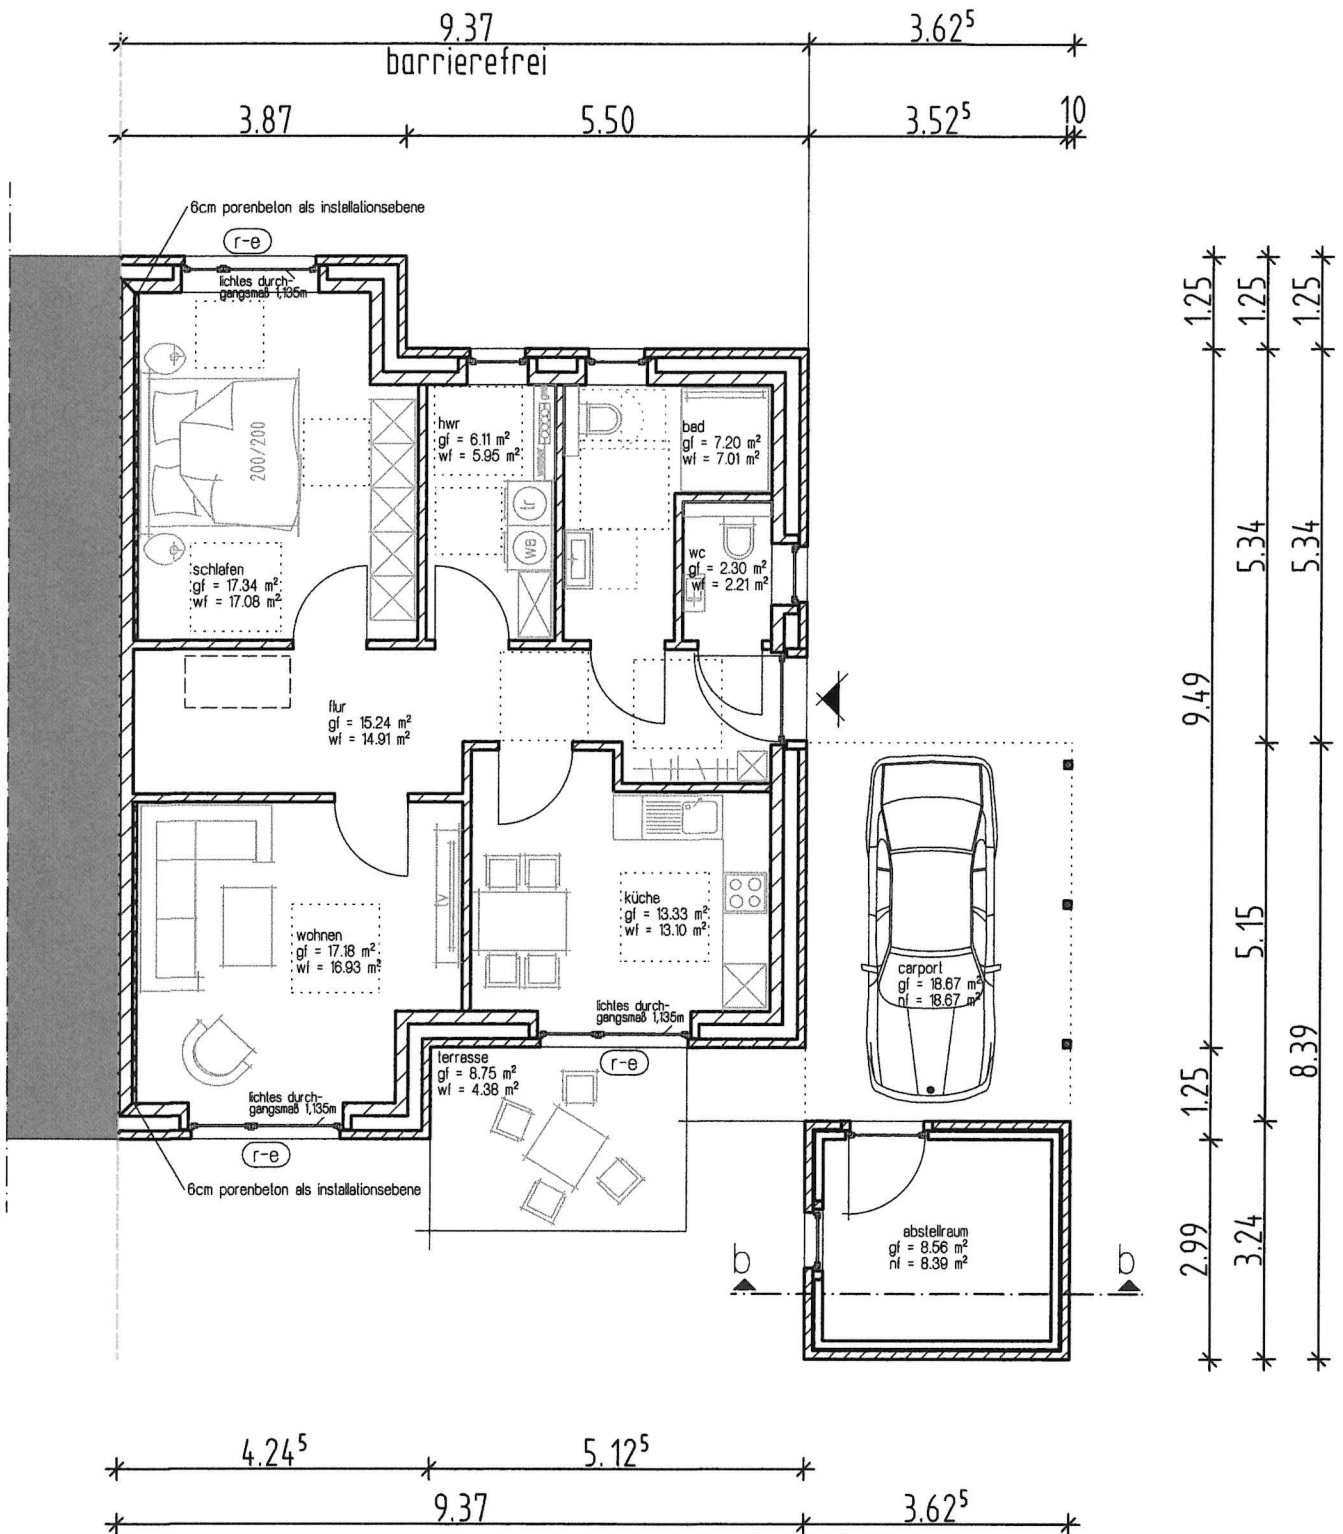 9.37
3.62⁵
barrierefrei
3.87
5.50
3.52⁵
10
6cm porenbeton als installationsebene
r-e
lichtes durch-
gangsmaß 1,135m
1.25
1.25
1.25
200/200
hwr
gf = 6.11 m²
wf = 5.95 m²
bad
gf = 7.20 m²
wf = 7.01 m²
tr
wa
wc
gf = 2.30 m²
wf = 2.21 m²
schlafen
gf = 17.34 m²
wf = 17.08 m²
5.34
5.34
flur
gf = 15.24 m²
wf = 14.91 m²
9.49
küche
gf = 13.33 m²
wf = 13.10 m²
tv
wohnen
gf = 17.18 m²
wf = 16.93 m²
carport
gf = 18.67 m²
nf = 18.67 m²
5.15
8.39
lichtes durch-
gangsmaß 1,135m
r-e
terrasse
gf = 8.75 m²
wf = 4.38 m²
1.25
lichtes durch-
gangsmaß 1,135m
r-e
6cm porenbeton als installationsebene
abstellraum
gf = 8.56 m²
nf = 8.39 m²
2.99
3.24
b
b
4.24⁵
5.12⁵
9.37
3.62⁵